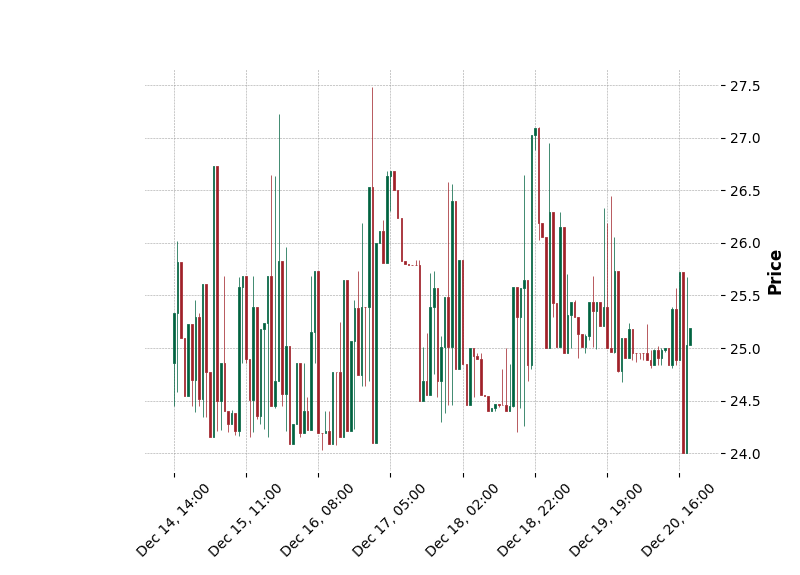 27.5
27.0
26.5
26.0
25.5
25.0
24.5
24.0
Price
Dec 14, 14:00
Dec 15, 11:00
Dec 16, 08:00
Dec 17, 05:00
Dec 18, 02:00
Dec 18, 22:00
Dec 19, 19:00
Dec 20, 16:00